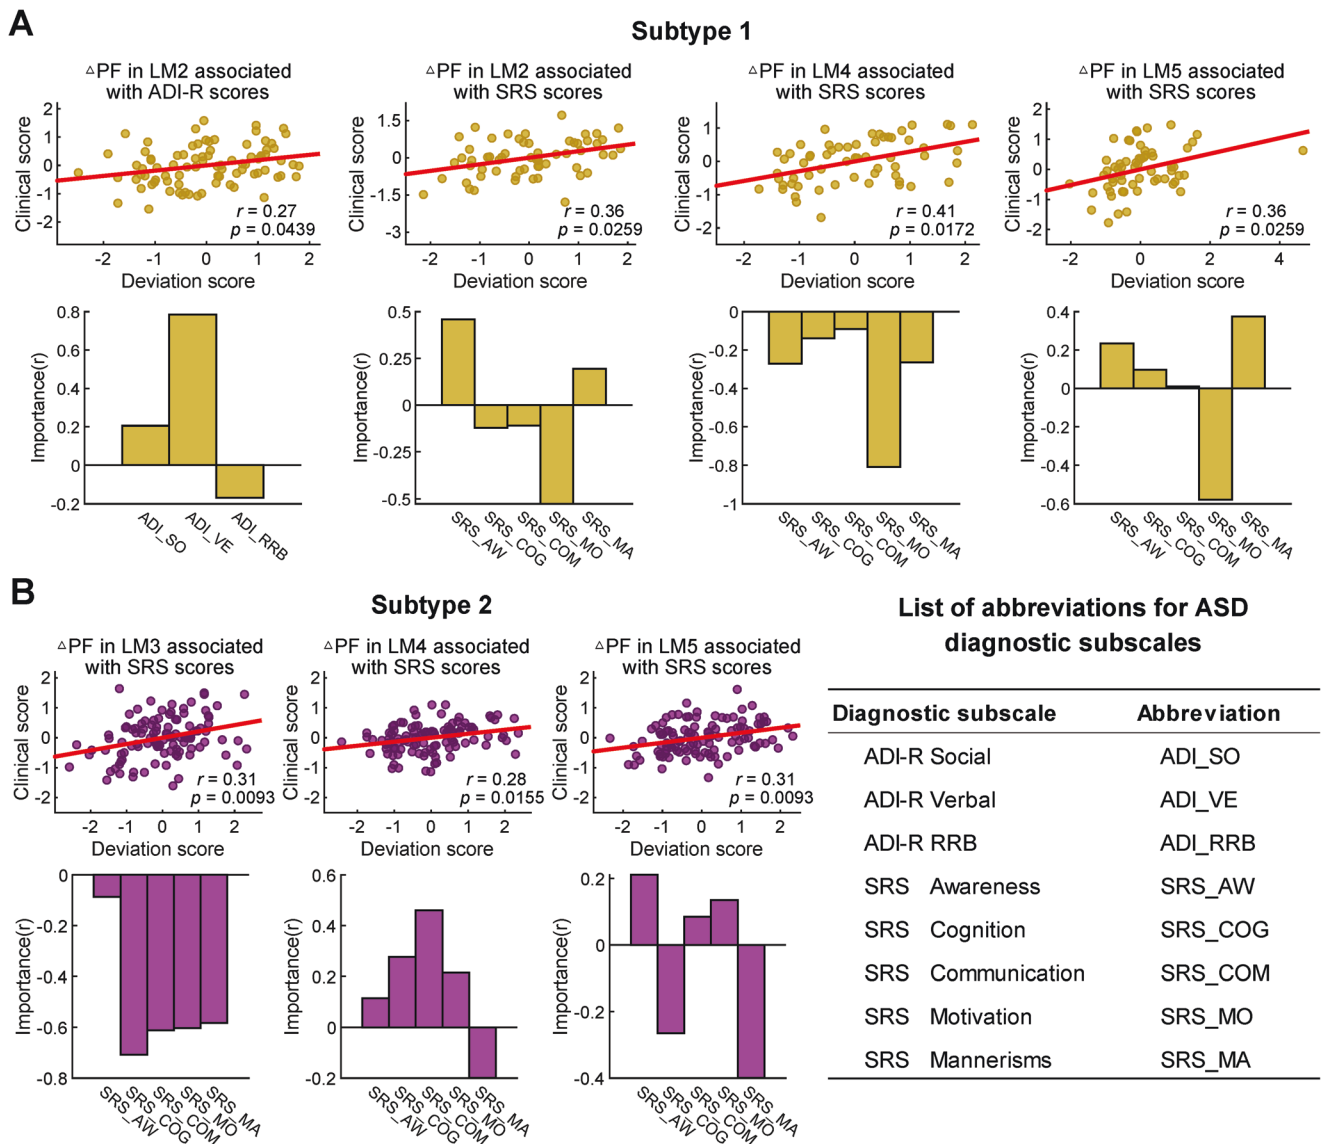 A
Subtype 1
△PF in LM2 associated
with ADI-R scores
△PF in LM2 associated
with SRS scores
△PF in LM4 associated
with SRS scores
△PF in LM5 associated
with SRS scores
Clinical score
2
1
0
-1
-2
r = 0.27
p = 0.0439
-2 -1 0 1 2
Deviation score
Clinical score
1.5
0
-1.5
-3
r = 0.36
p = 0.0259
-2 -1 0 1 2
Deviation score
Clinical score
1
0
-1
-2
r = 0.41
p = 0.0172
-2 -1 0 1 2
Deviation score
Clinical score
2
1
0
-1
-2
r = 0.36
p = 0.0259
-2 0 2 4
Deviation score
Importance(r)
0.8
0.6
0.4
0.2
0
-0.2
ADI_SO
ADI_VE
ADI_RRB
Importance(r)
0.5
0.25
0
-0.25
-0.5
SRS_AW
SRS_COG
SRS_COM
SRS_MO
SRS_MA
Importance(r)
0
-0.2
-0.4
-0.6
-0.8
-1
SRS_AW
SRS_COG
SRS_COM
SRS_MO
SRS_MA
Importance(r)
0.4
0.2
0
-0.2
-0.4
-0.6
SRS_AW
SRS_COG
SRS_COM
SRS_MO
SRS_MA
B
Subtype 2
△PF in LM3 associated
with SRS scores
△PF in LM4 associated
with SRS scores
△PF in LM5 associated
with SRS scores
Clinical score
2
1
0
-1
-2
r = 0.31
p = 0.0093
-2 -1 0 1 2
Deviation score
Clinical score
2
1
0
-1
-2
r = 0.28
p = 0.0155
-2 -1 0 1 2
Deviation score
Clinical score
2
1
0
-1
-2
r = 0.31
p = 0.0093
-2 -1 0 1 2
Deviation score
Importance(r)
0
-0.2
-0.4
-0.6
-0.8
SRS_AW
SRS_COG
SRS_COM
SRS_MO
SRS_MA
Importance(r)
0.6
0.4
0.2
0
-0.2
SRS_AW
SRS_COG
SRS_COM
SRS_MO
SRS_MA
Importance(r)
0.2
0
-0.2
-0.4
SRS_AW
SRS_COG
SRS_COM
SRS_MO
SRS_MA
List of abbreviations for ASD
diagnostic subscales
Diagnostic subscale Abbreviation
ADI-R Social ADI_SO
ADI-R Verbal ADI_VE
ADI-R RRB ADI_RRB
SRS Awareness SRS_AW
SRS Cognition SRS_COG
SRS Communication SRS_COM
SRS Motivation SRS_MO
SRS Mannerisms SRS_MA